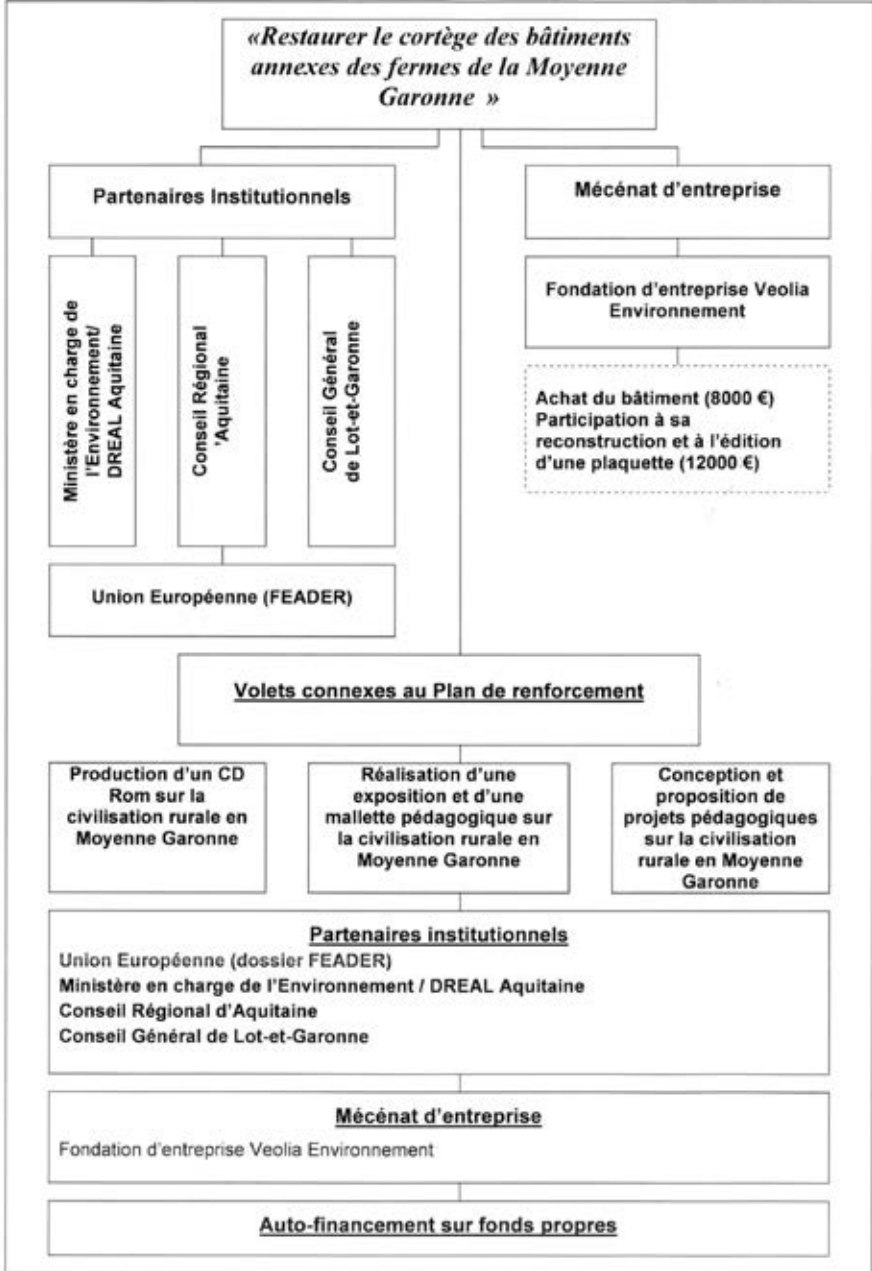 «Restaurer le cortège des bâtiments
annexes des fermes de la Moyenne
Garonne »
Partenaires Institutionnels
Mécénat d'entreprise
Ministère en charge de
l'Environnement/
DREAL Aquitaine
Conseil Régional
'Aquitaine
Conseil Général
de Lot-et-Garonne
Fondation d'entreprise Veolia
Environnement
Achat du bâtiment (8000 €)
Participation à sa
reconstruction et à l'édition
d'une plaquette (12000 €)
Union Européenne (FEADER)
Volets connexes au Plan de renforcement
Production d'un CD
Rom sur la
civilisation rurale en
Moyenne Garonne
Réalisation d'une
exposition et d'une
mallette pédagogique sur
la civilisation rurale en
Moyenne Garonne
Conception et
proposition de
projets pédagogiques
sur la civilisation
rurale en Moyenne
Garonne
Partenaires institutionnels
Union Européenne (dossier FEADER)
Ministère en charge de l'Environnement / DREAL Aquitaine
Conseil Régional d'Aquitaine
Conseil Général de Lot-et-Garonne
Mécénat d'entreprise
Fondation d'entreprise Veolia Environnement
Auto-financement sur fonds propres